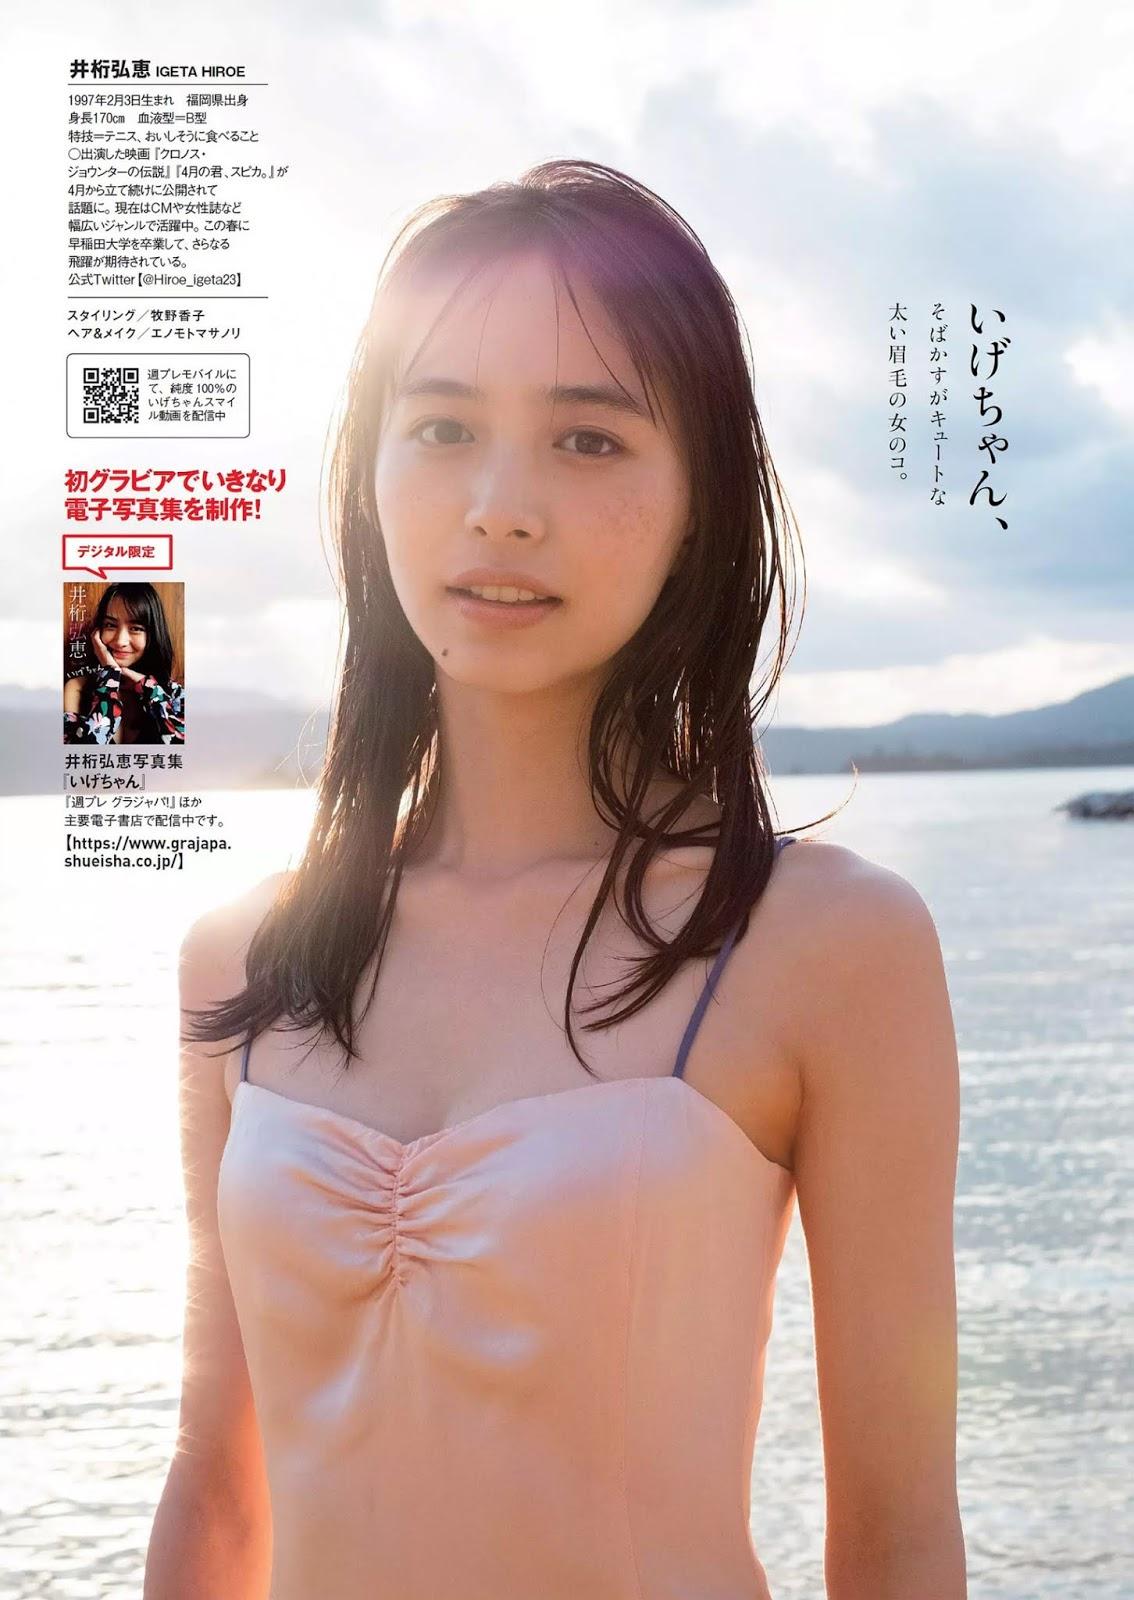 井桁弘恵 IGETA HIROE
1997年2月3日生まれ　福岡県出身
身長170㎝　血液型＝B型
特技＝テニス、おいしそうに食べること
○出演した映画『クロノス・
ジョウンターの伝説』『4月の君、スピカ。』が
4月から立て続けに公開されて
話題に。現在はCMや女性誌など
幅広いジャンルで活躍中。この春に
早稲田大学を卒業して、さらなる
飛躍が期待されている。
公式Twitter【@Hiroe_igeta23】
スタイリング／牧野香子
ヘア&メイク／エノモトマサノリ
週プレモバイルに
て、純度100％の
いげちゃんスマイ
ル動画を配信中
初グラビアでいきなり
電子写真集を制作！
デジタル限定
井桁弘恵
いげちゃん
井桁弘恵写真集
『いげちゃん』
『週プレ グラジャパ！』ほか
主要電子書店で配信中です。
【https://www.grajapa.
shueisha.co.jp/】
いげちゃん、
そばかすがキュートな
太い眉毛の女のコ。